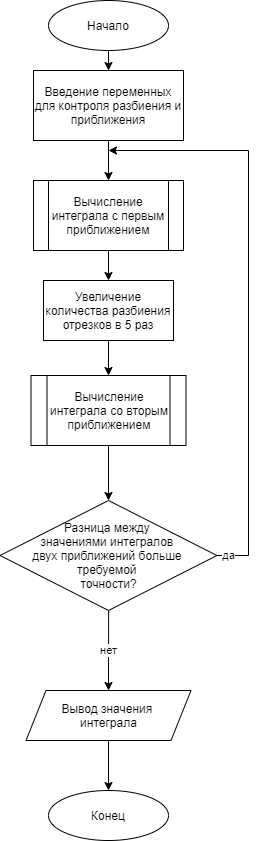 Начало
Введение переменных
для контроля разбиения и
приближения
Вычисление
интеграла с первым
приближением
Увеличение
количества разбиения
отрезков в 5 раз
Вычисление
интеграла со вторым
приближением
Разница между
значениями интегралов
двух приближений больше
требуемой
точности?
да
нет
Вывод значения
интеграла
Конец